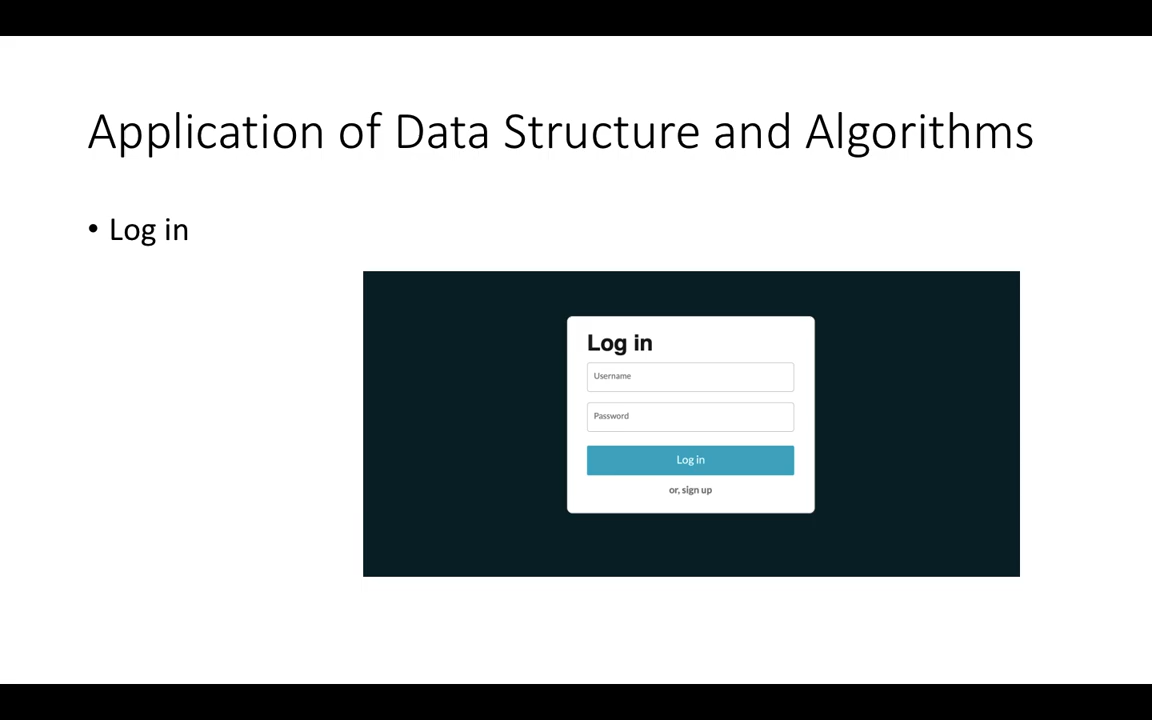 Application of Data Structure and Algorithms
• Log in
Log in
Username
Password
Log in
or, sign up